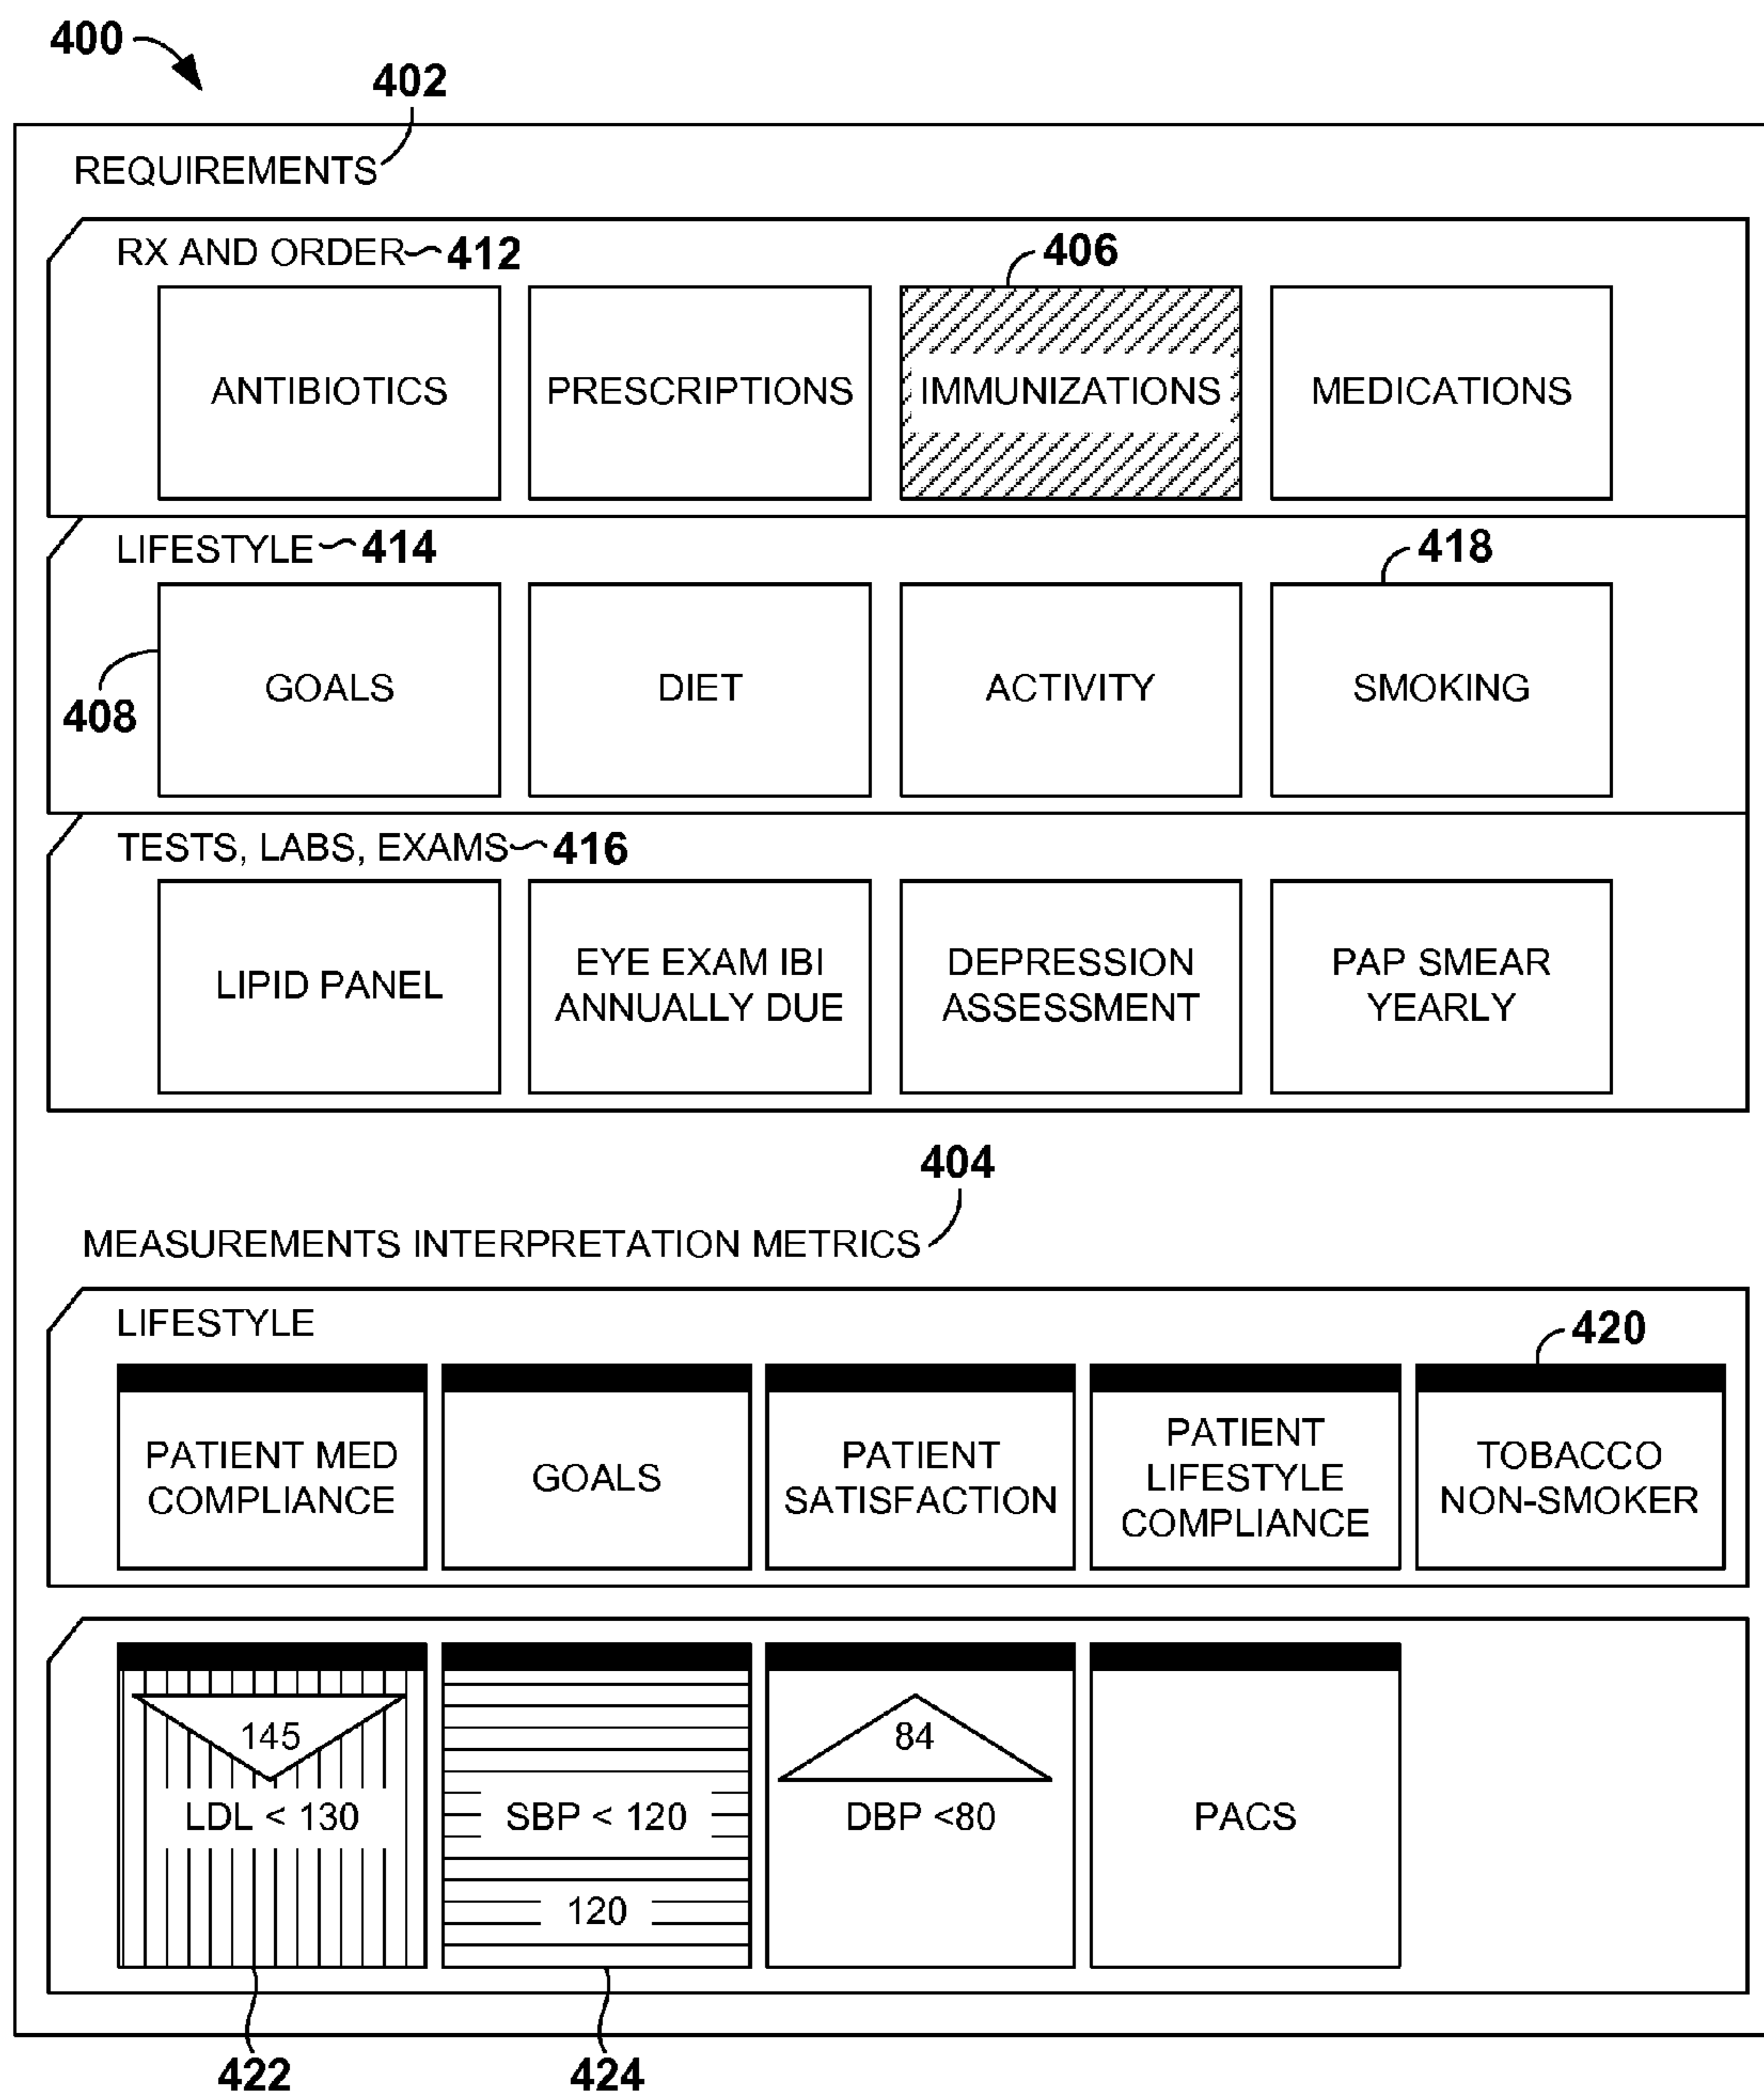 400
402
REQUIREMENTS
RX AND ORDER 412
406
ANTIBIOTICS
PRESCRIPTIONS
IMMUNIZATIONS
MEDICATIONS
LIFESTYLE 414
418
408
GOALS
DIET
ACTIVITY
SMOKING
TESTS, LABS, EXAMS 416
LIPID PANEL
EYE EXAM IBI
ANNUALLY DUE
DEPRESSION
ASSESSMENT
PAP SMEAR
YEARLY
404
MEASUREMENTS INTERPRETATION METRICS
LIFESTYLE
420
PATIENT MED
COMPLIANCE
GOALS
PATIENT
SATISFACTION
PATIENT
LIFESTYLE
COMPLIANCE
TOBACCO
NON-SMOKER
145
LDL < 130
SBP < 120
120
84
DBP <80
PACS
422
424